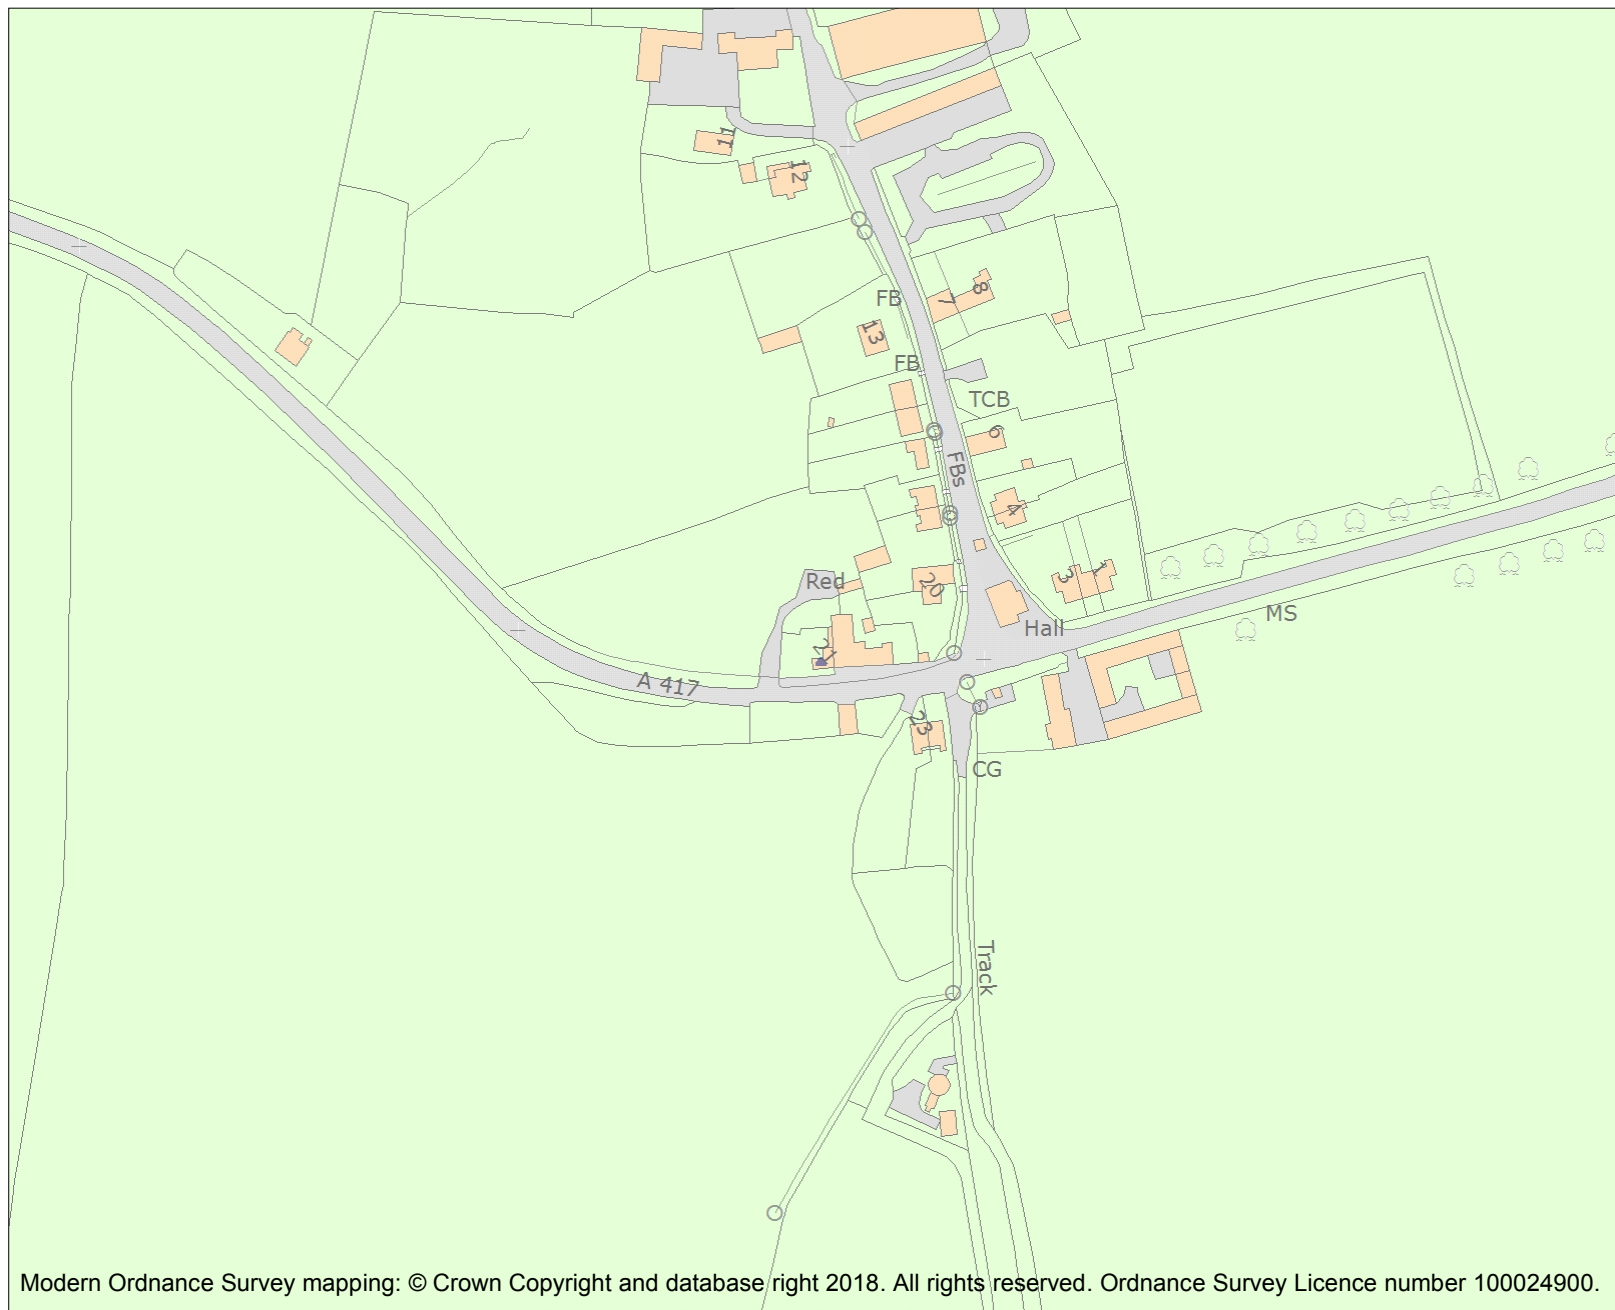 11
12
FB
8
7
13
FB
TCB
6
FBs
4
Red
20
3
1
MS
Hall
21
A 417
23
CG
Track
Modern Ordnance Survey mapping: © Crown Copyright and database right 2018. All rights reserved. Ordnance Survey Licence number 100024900.